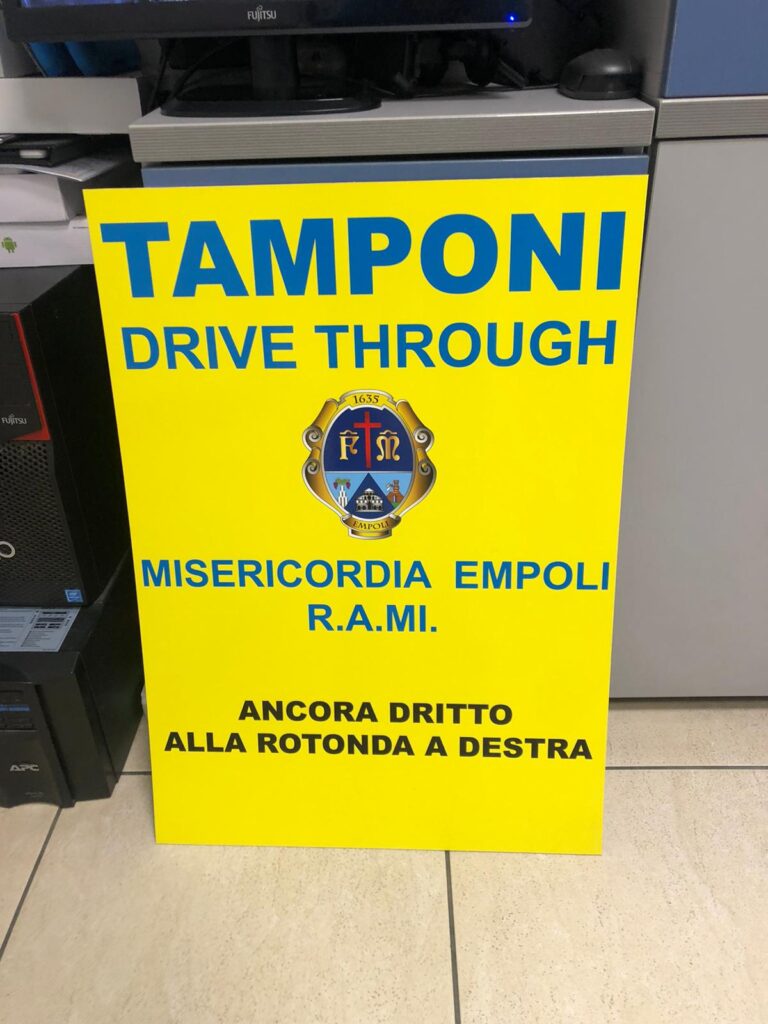 FUJITSU
TAMPONI
DRIVE THROUGH
1635
F M
EMPOLI
MISERICORDIA EMPOLI
R.A.MI.
ANCORA DRITTO
ALLA ROTONDA A DESTRA
FUJITSU
APC